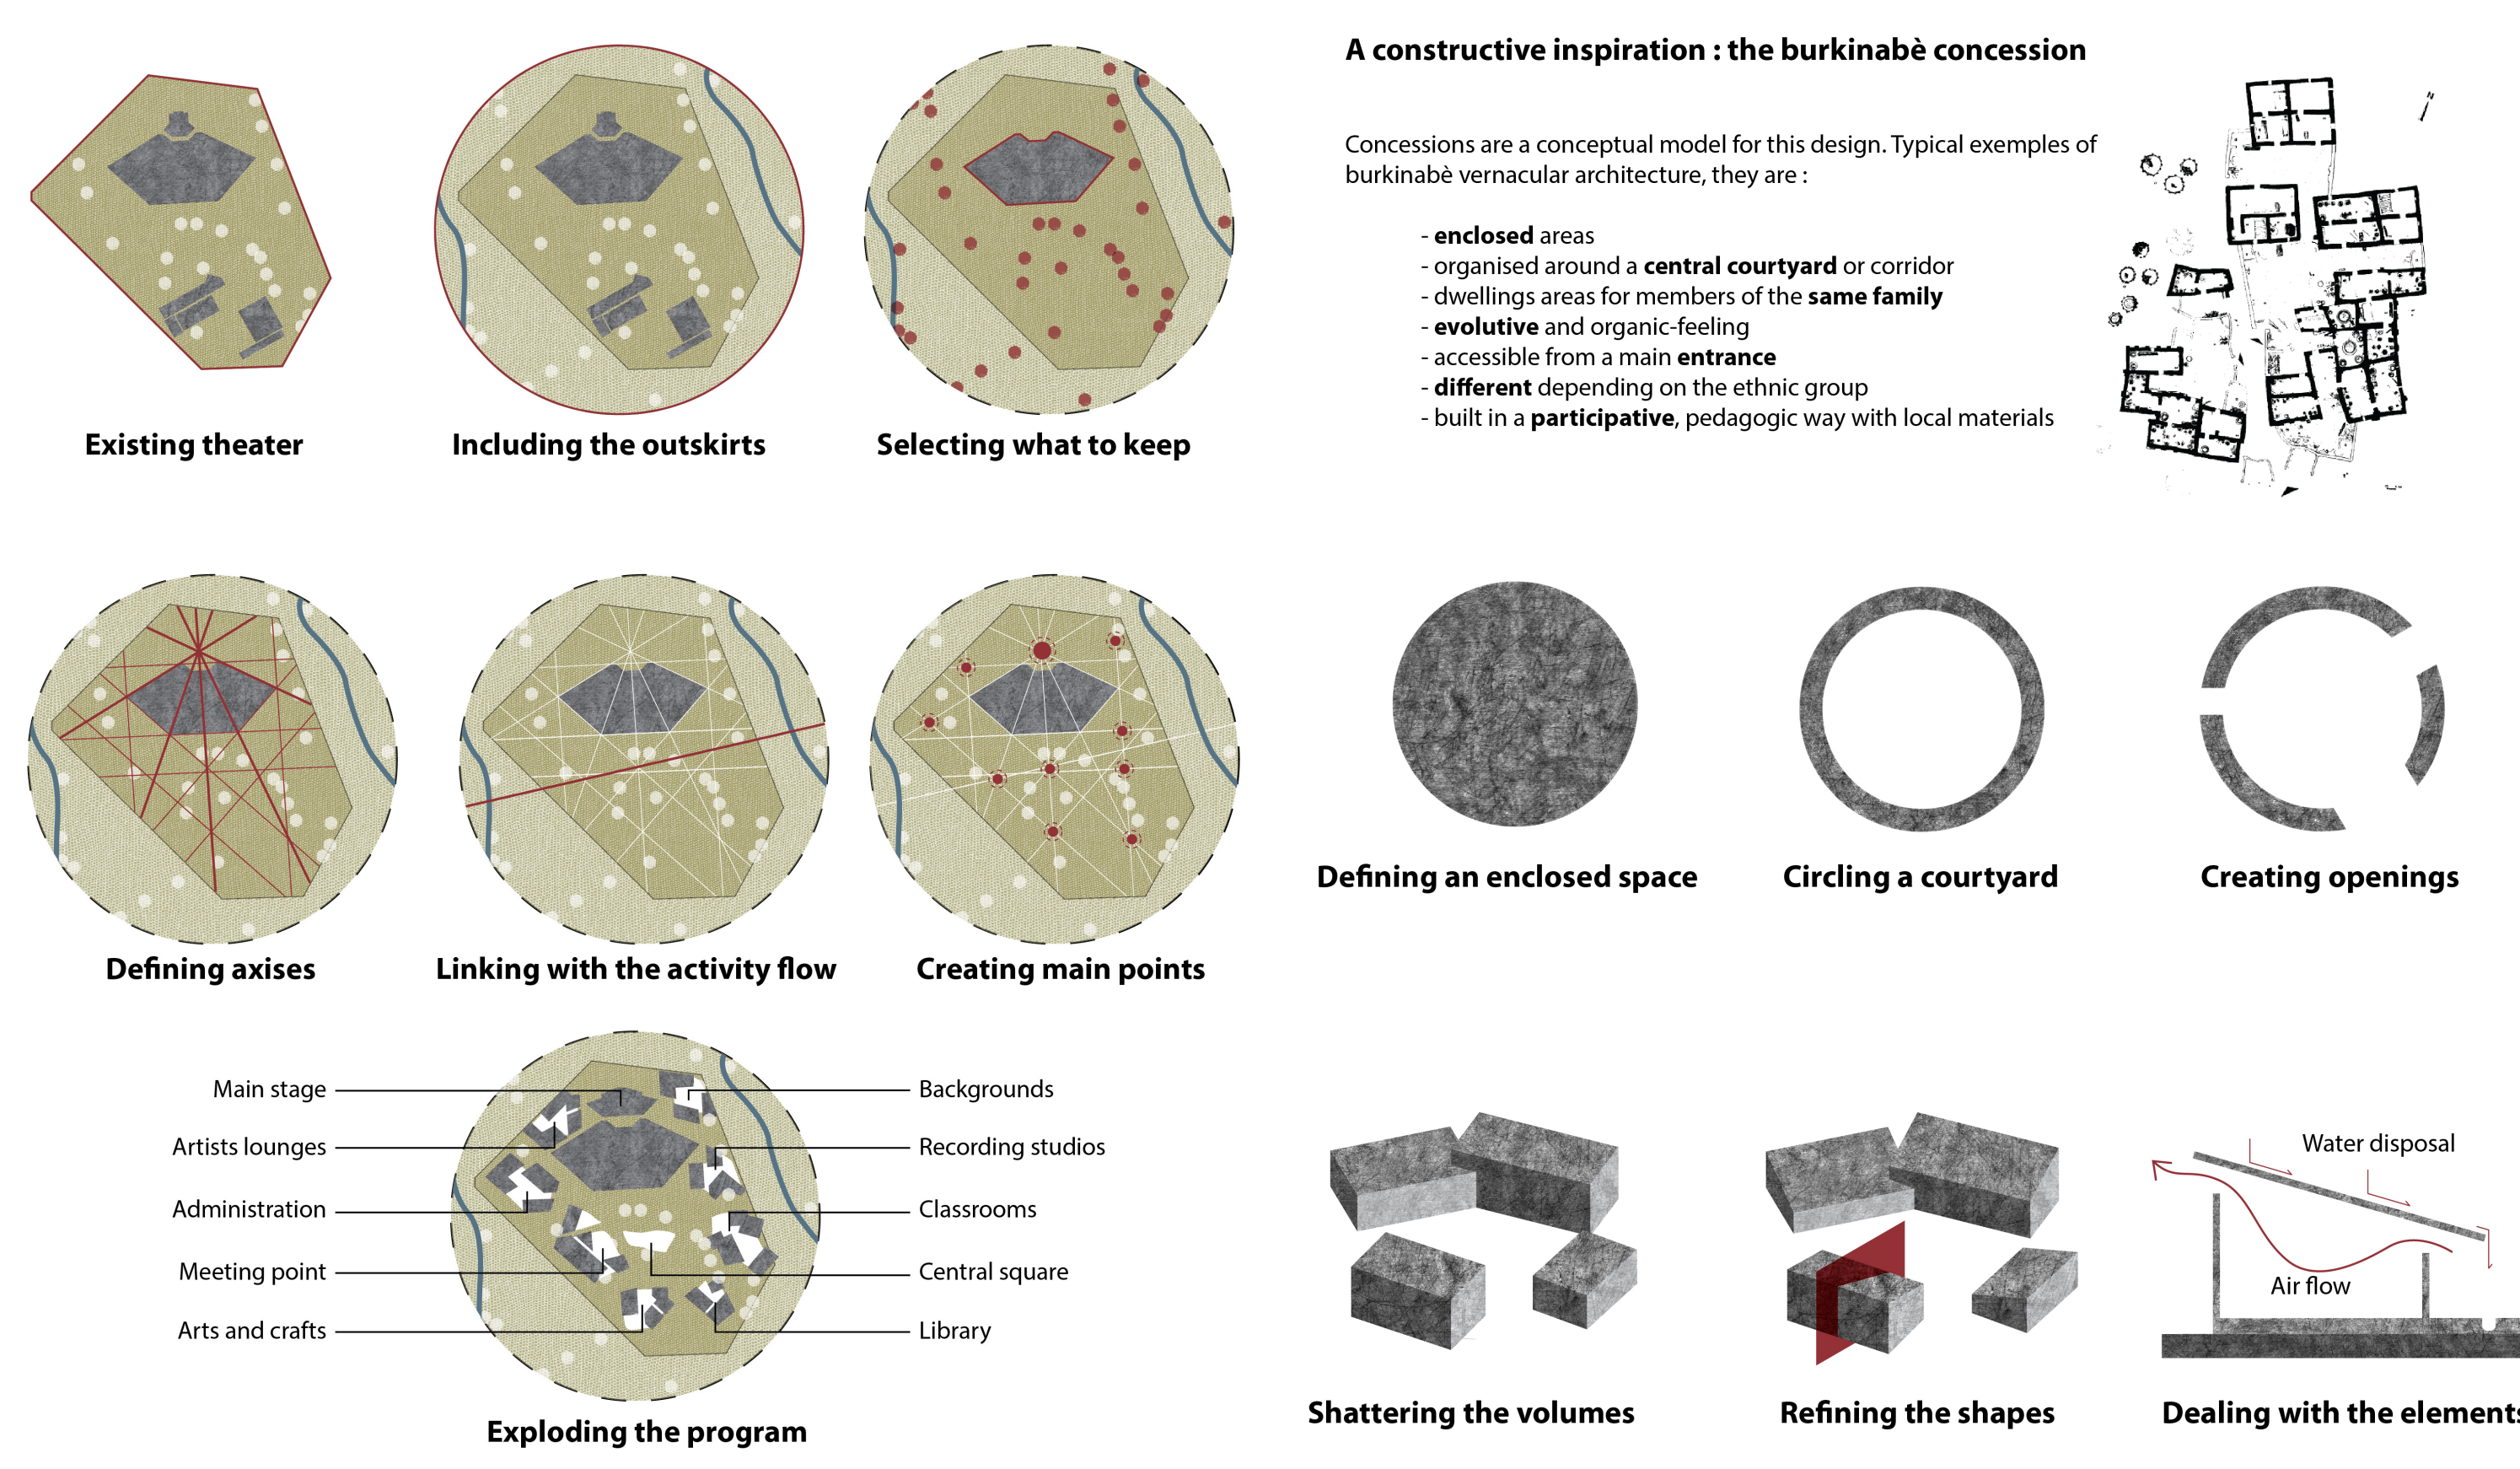 Existing theater
Including the outskirts
Selecting what to keep
A constructive inspiration : the burkinabè concession
Concessions are a conceptual model for this design. Typical exemples of
burkinabè vernacular architecture, they are :
- enclosed areas
- organised around a central courtyard or corridor
- dwellings areas for members of the same family
- evolutive and organic-feeling
- accessible from a main entrance
- different depending on the ethnic group
- built in a participative, pedagogic way with local materials
Defining axises
Linking with the activity flow
Creating main points
Defining an enclosed space
Circling a courtyard
Creating openings
Main stage
Artists lounges
Administration
Meeting point
Arts and crafts
Backgrounds
Recording studios
Classrooms
Central square
Library
Exploding the program
Shattering the volumes
Refining the shapes
Water disposal
Air flow
Dealing with the elements